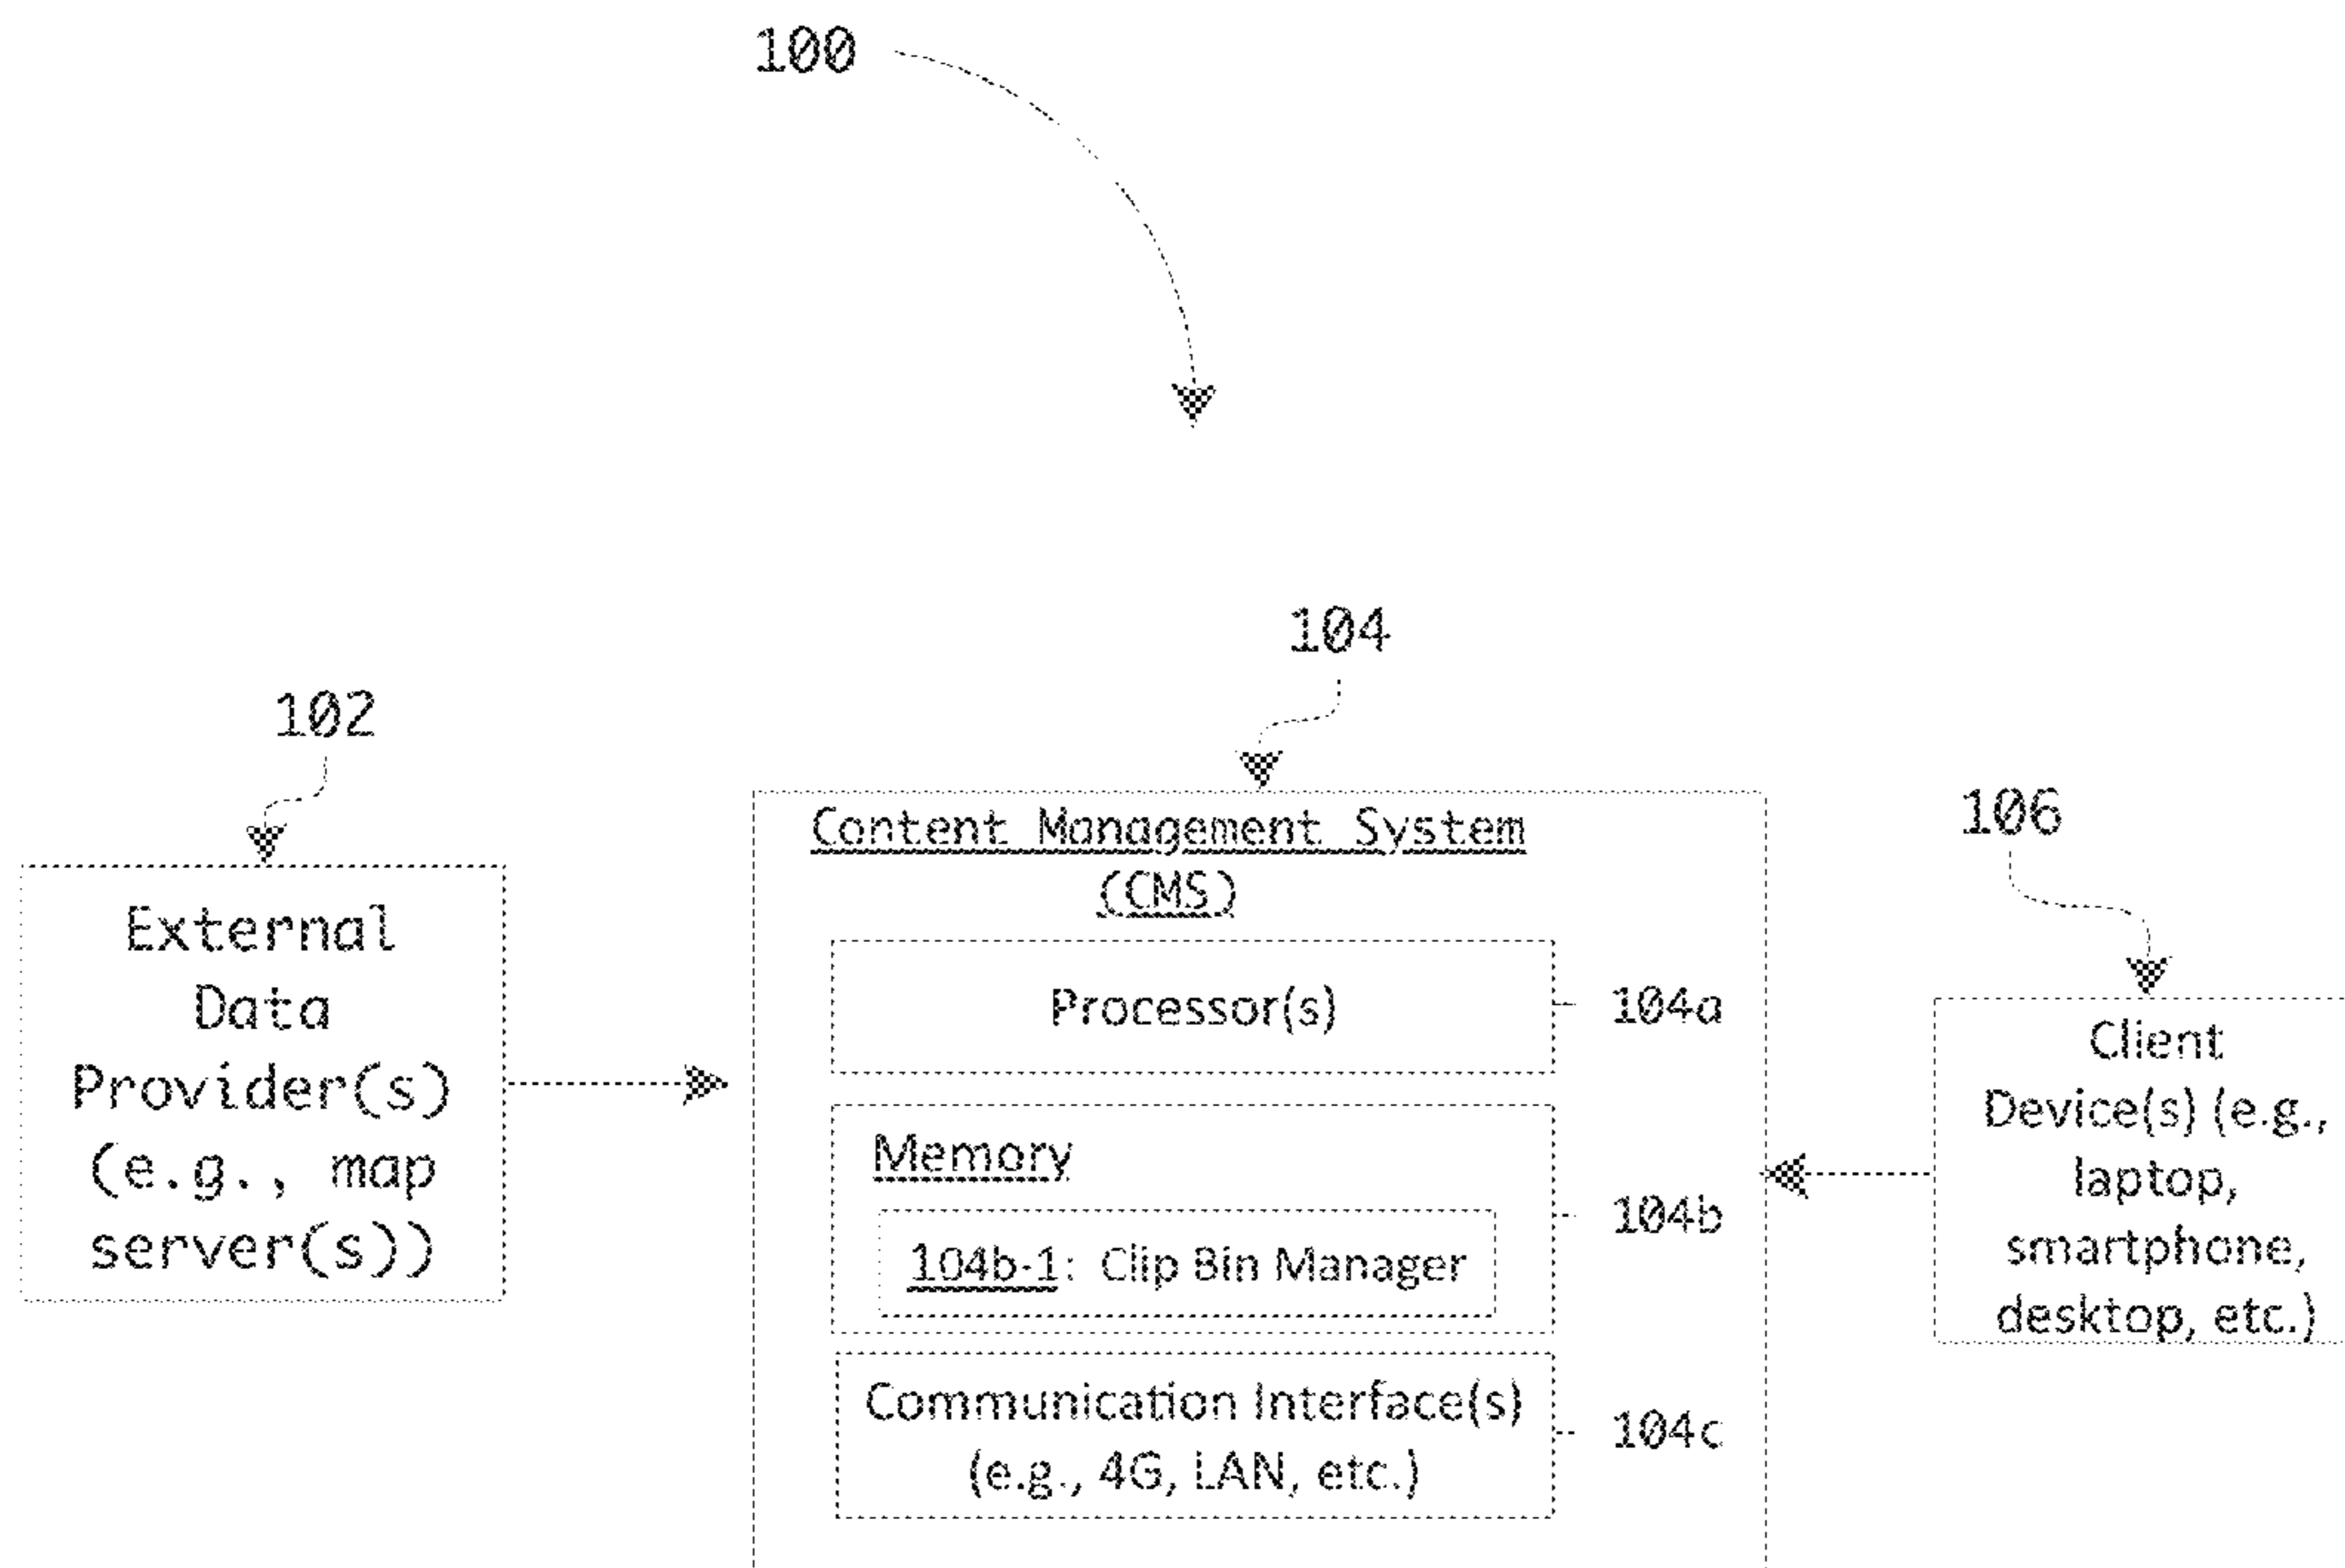 100
104
102
106
Content Management System
(CMS)
External
Data
Provider(s)
(e.g., map
server(s))
Processor(s)
104a
Memory
104b
104b-1: Clip Bin Manager
Communication Interface(s)
(e.g., 4G, LAN, etc.)
104c
Client
Device(s) (e.g.,
laptop,
smartphone,
desktop, etc.)